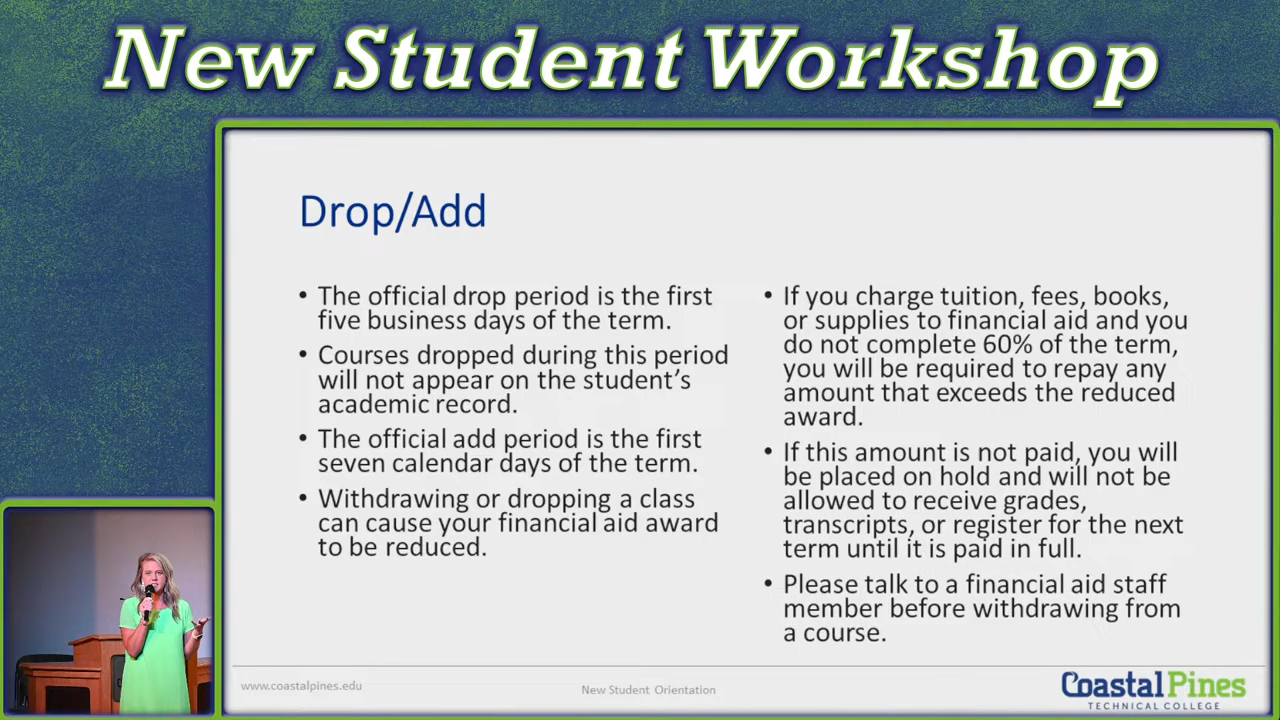 New Student Workshop
Drop/Add
• The official drop period is the first
five business days of the term.
• Courses dropped during this period
will not appear on the student's
academic record.
• The official add period is the first
seven calendar days of the term.
• Withdrawing or dropping a class
can cause your financial aid award
to be reduced.
• If you charge tuition, fees, books,
or supplies to financial aid and you
do not complete 60% of the term,
you will be required to repay any
amount that exceeds the reduced
award.
• If this amount is not paid, you will
be placed on hold and will not be
allowed to receive grades,
transcripts, or register for the next
term until it is paid in full.
• Please talk to a financial aid staff
member before withdrawing from
a course.
www.coastalpines.edu
New Student Orientation
CoastalPines
TECHNICAL COLLEGE